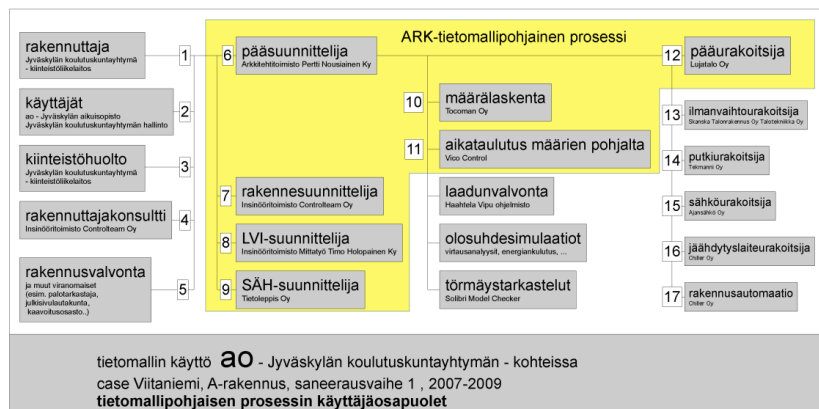 ARK-tietomallipohjainen prosessi
rakennuttaja
Jyväskylän koulutuskuntayhtymä
- kiinteistöliikelaitos
1
käyttäjät
ao - Jyväskylän aikuisopisto
Jyväskylän koulutuskuntayhtymän hallinto
2
kiinteistöhuolto
Jyväskylän koulutuskuntayhtymä
- kiinteistöliikelaitos
3
rakennuttajakonsultti
Insinööritoimisto Controlteam Oy
4
rakennusvalvonta
ja muut viranomaiset
(esim. palotarkastaja,
julkisivulautakunta,
kaavoitusosasto..)
5
6
pääsuunnittelija
Arkkitehtitoimisto Pertti Nousiainen Ky
7
rakennesuunnittelija
Insinööritoimisto Controlteam Oy
8
LVI-suunnittelija
Insinööritoimisto Mittatyö Timo Holopainen Ky
9
SÄH-suunnittelija
Tietoleppis Oy
10
määrälaskenta
Tocoman Oy
11
aikataulutus määrien pohjalta
Vico Control
laadunvalvonta
Haahtela Vipu ohjelmisto
olosuhdesimulaatiot
virtausanalyysit, energiankulutus, ...
törmäystarkastelut
Solibri Model Checker
12
pääurakoitsija
Lujatalo Oy
13
ilmanvaihtourakoitsija
Skanska Talonrakennus Oy Talotekniikka Oy
14
putkiurakoitsija
Tekmanni Oy
15
sähköurakoitsija
Ajansähkö Oy
16
jäähdytyslaiteurakoitsija
Chiller Oy
17
rakennusautomaatio
Chiller Oy
tietomallin käyttö ao - Jyväskylän koulutuskuntayhtymän - kohteissa
case Viitaniemi, A-rakennus, saneerausvaihe 1 , 2007-2009
tietomallipohjaisen prosessin käyttäjäosapuolet